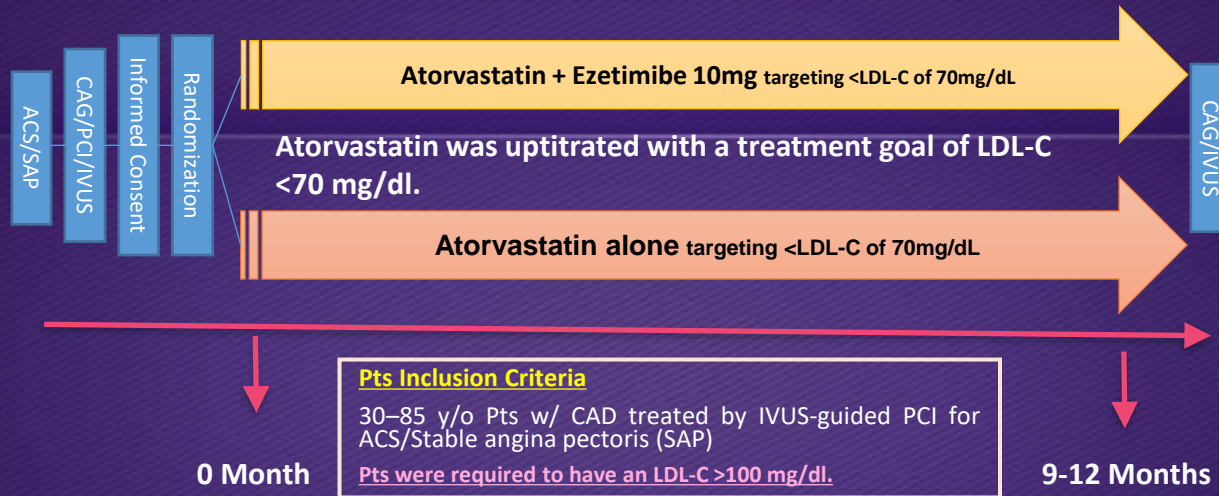 ACS/SAP
CAG/PCI/IVUS
Informed Consent
Randomization
Atorvastatin + Ezetimibe 10mg targeting <LDL-C of 70mg/dL
Atorvastatin was uptitrated with a treatment goal of LDL-C
<70 mg/dl.
Atorvastatin alone targeting <LDL-C of 70mg/dL
CAG/IVUS
Pts Inclusion Criteria
30–85 y/o Pts w/ CAD treated by IVUS-guided PCI for
ACS/Stable angina pectoris (SAP)
Pts were required to have an LDL-C >100 mg/dl.
0 Month
9-12 Months